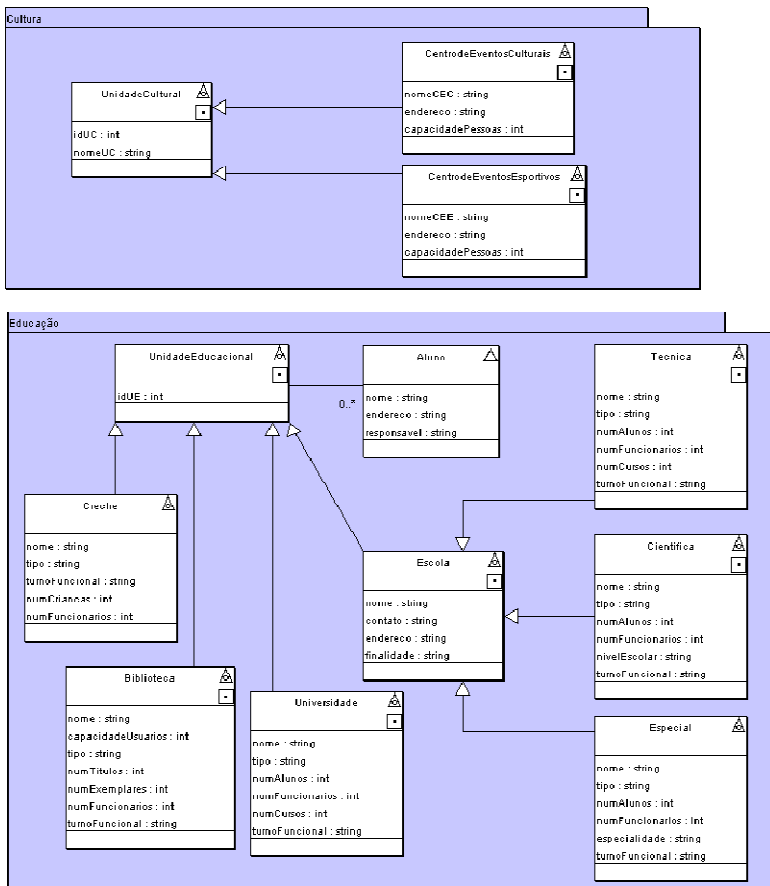 Cultura
UnidadeCultural
idUC : int
nomeUC : string
CentrodeEventosCulturais
nomeCEC : string
endereco : string
capacidadePessoas : int
CentrodeEventosEsportivos
nomeCEE : string
endereco : string
capacidadePessoas : int
Educação
UnidadeEducacional
idUE : int
0..*
Aluno
nome : string
endereco : string
responsavel : string
Tecnica
nome : string
tipo : string
numAlunos : int
numFuncionarios : int
numCursos : int
turnoFuncional : string
Creche
nome : string
tipo : string
turnoFuncional : string
numCriancas : int
numFuncionarios : int
Escola
nome : string
contato : string
endereco : string
finalidade : string
Cientifica
nome : string
tipo : string
numAlunos : int
numFuncionarios : int
nivelEscolar : string
turnoFuncional : string
Biblioteca
nome : string
capacidadeUsuarios : int
tipo : string
numTitulos : int
numExemplares : int
numFuncionarios : int
turnoFuncional : string
Universidade
nome : string
tipo : string
numAlunos : int
numFuncionarios : int
numCursos : int
turnoFuncional : string
Especial
nome : string
tipo : string
numAlunos : int
numFuncionarios : int
especialidade : string
turnoFuncional : string